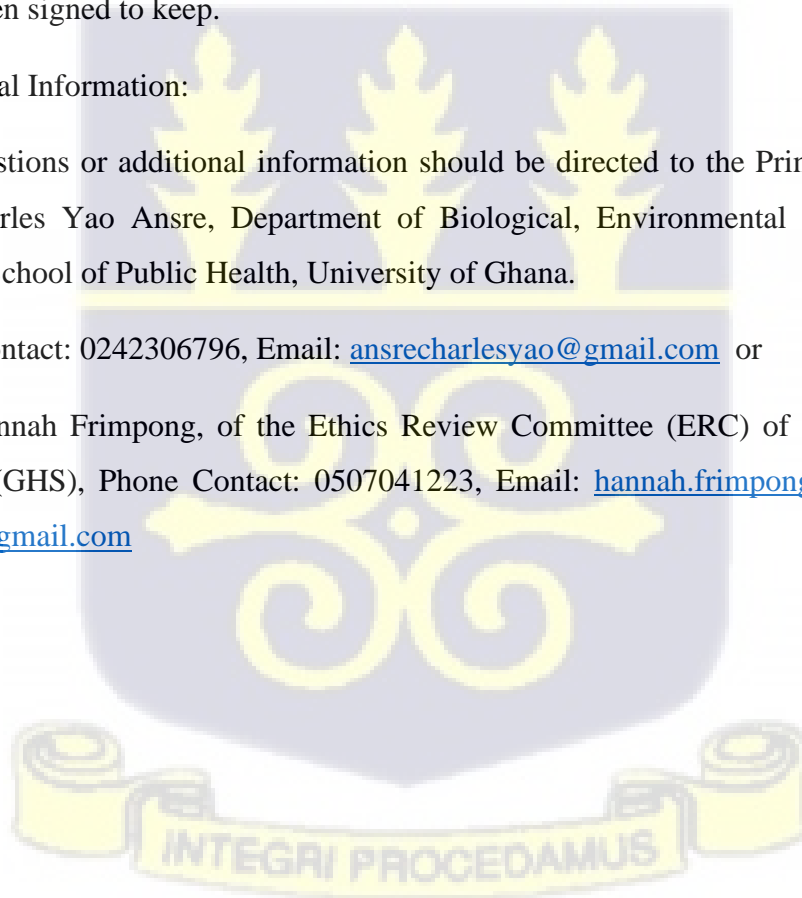 en signed to keep.
al Information:
stions or additional information should be directed to the Prin
rles Yao Ansre, Department of Biological, Environmental
chool of Public Health, University of Ghana.
ontact: 0242306796, Email: ansrecharlesyao@gmail.com or
nnah Frimpong, of the Ethics Review Committee (ERC) of
(GHS), Phone Contact: 0507041223, Email: hannah.frimpong
gmail.com
INTEGRI PROCEDAMUS